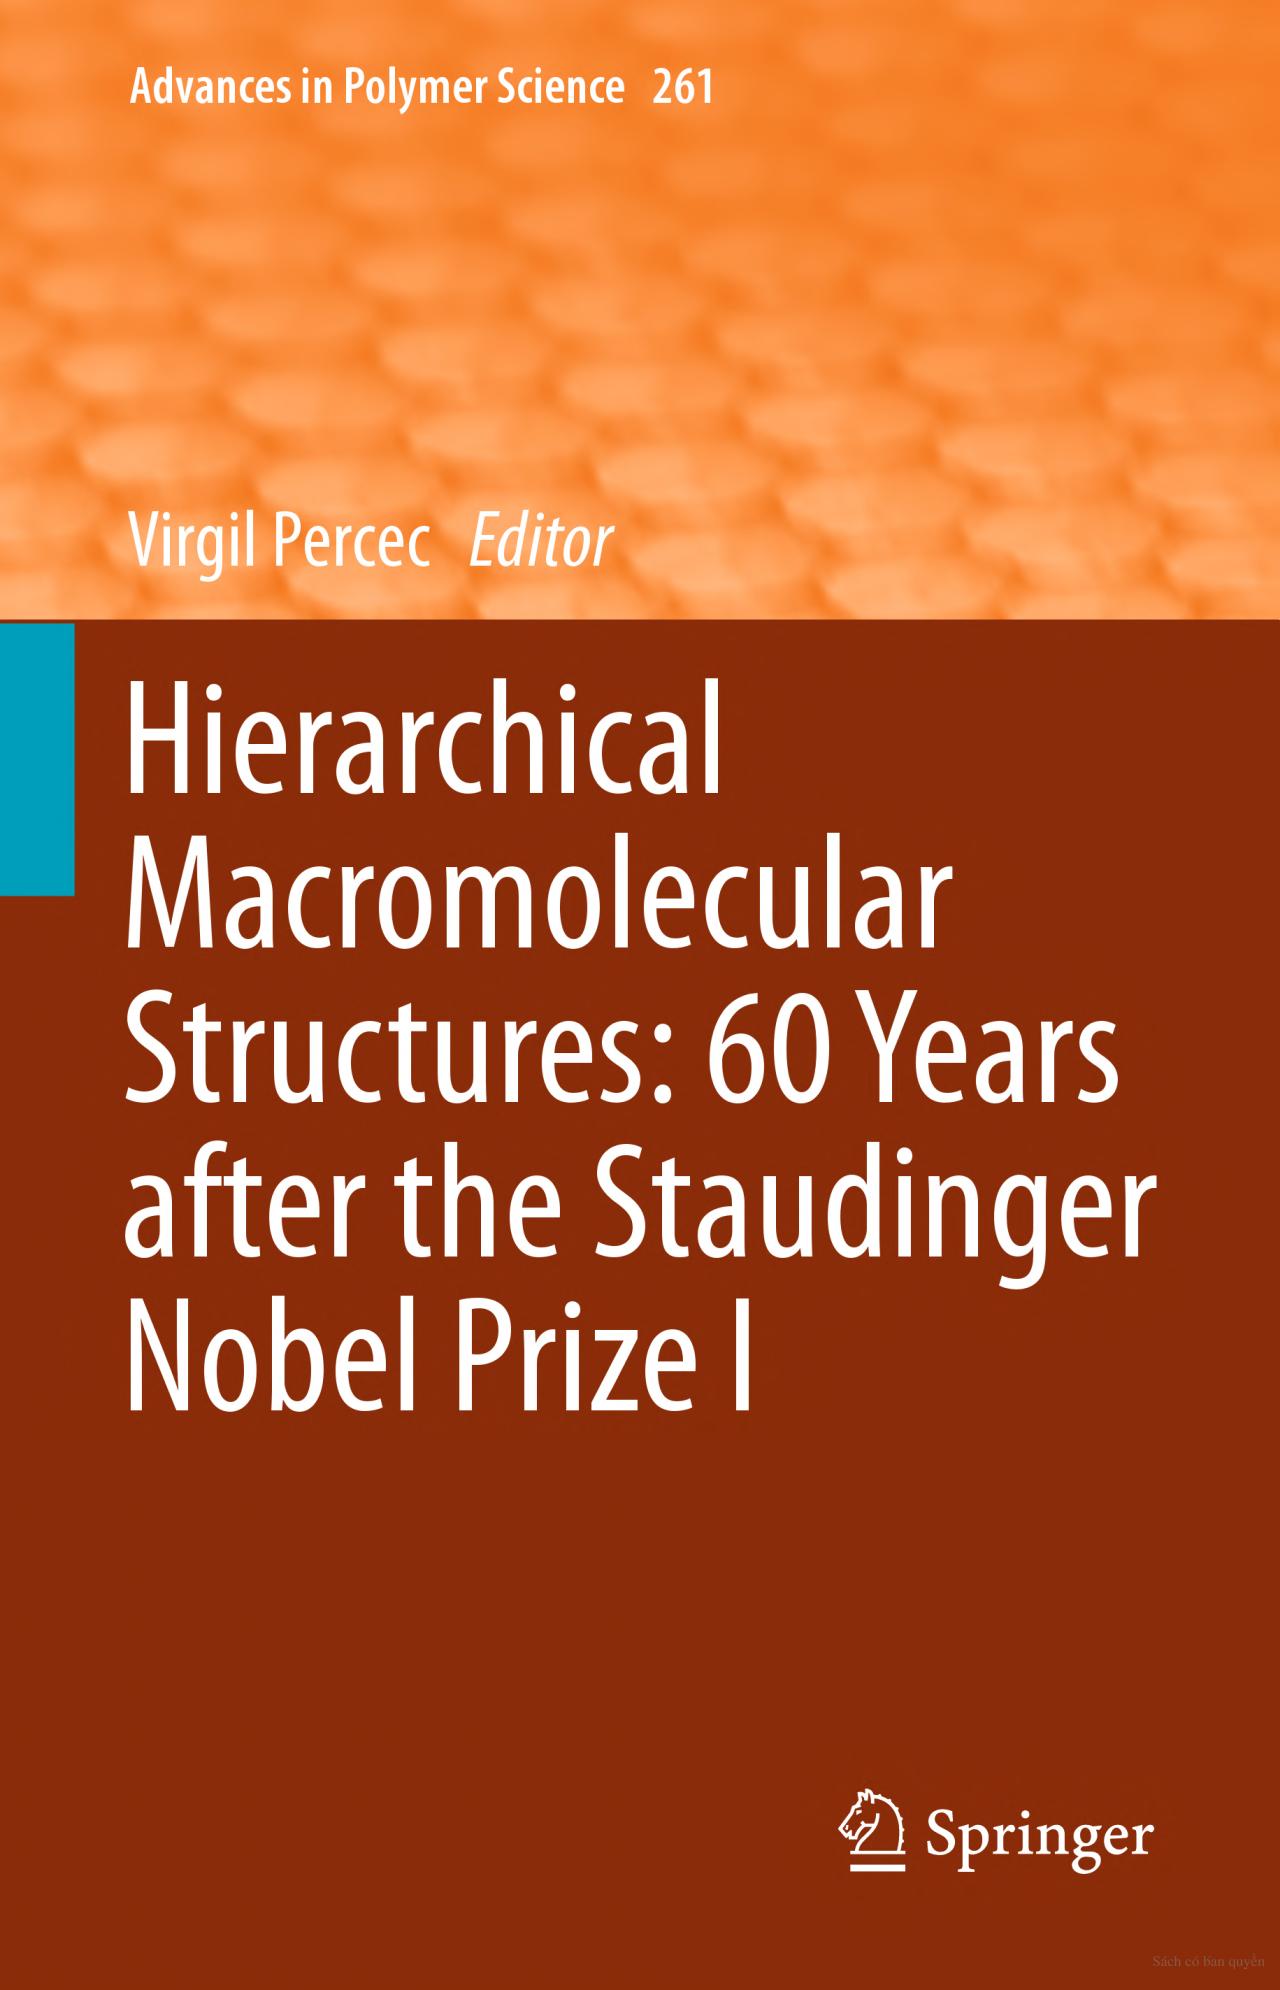 Advances in Polymer Science 261
Virgil Percec Editor
Hierarchical
Macromolecular
Structures: 60 Years
after the Staudinger
Nobel Prize I
Springer
Sách có bản quyền